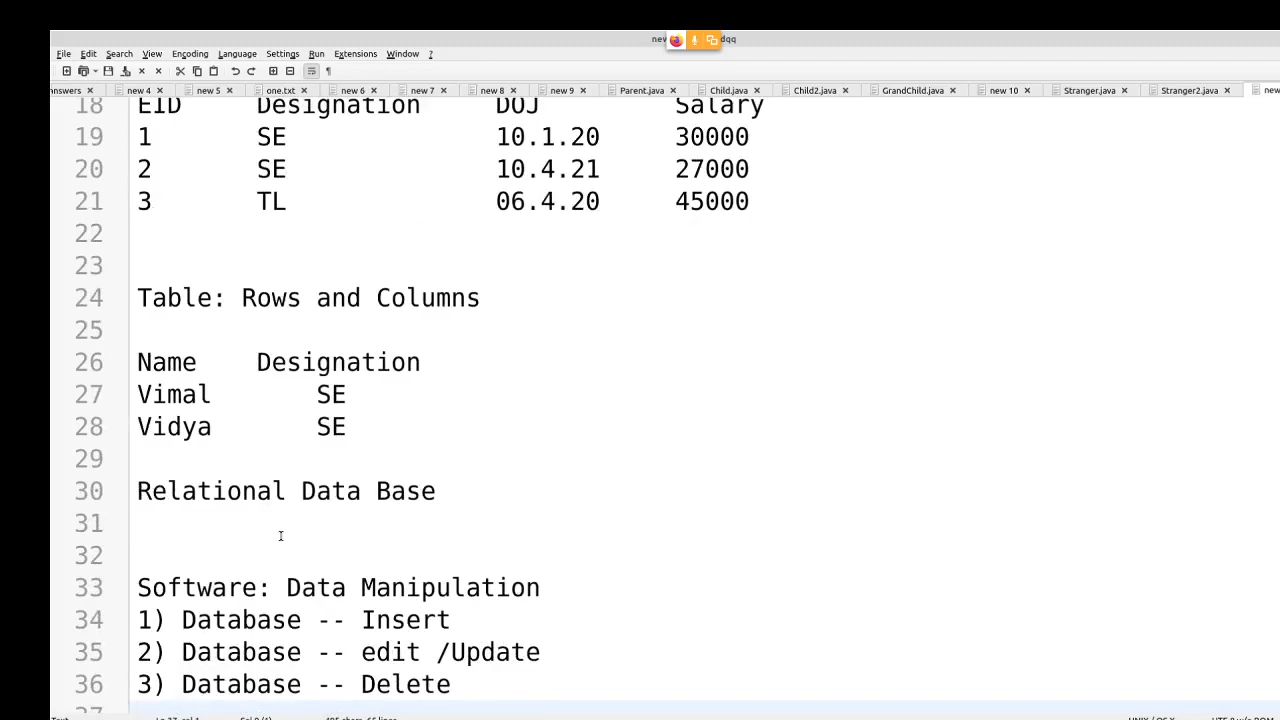 new dqq
File Edit Search View Encoding Language Settings Run Extensions Window ?
nswers new 4 new 5 one.txt new 6 new 7 new 8 new 9 Parent.java Child.java Child2.java GrandChild.java new 10 Stranger.java Stranger2.java new
18 EID Designation DOJ Salary
19 1 SE 10.1.20 30000
20 2 SE 10.4.21 27000
21 3 TL 06.4.20 45000
22
23
24 Table: Rows and Columns
25
26 Name Designation
27 Vimal SE
28 Vidya SE
29
30 Relational Data Base
31
32
33 Software: Data Manipulation
34 1) Database -- Insert
35 2) Database -- edit /Update
36 3) Database -- Delete
37